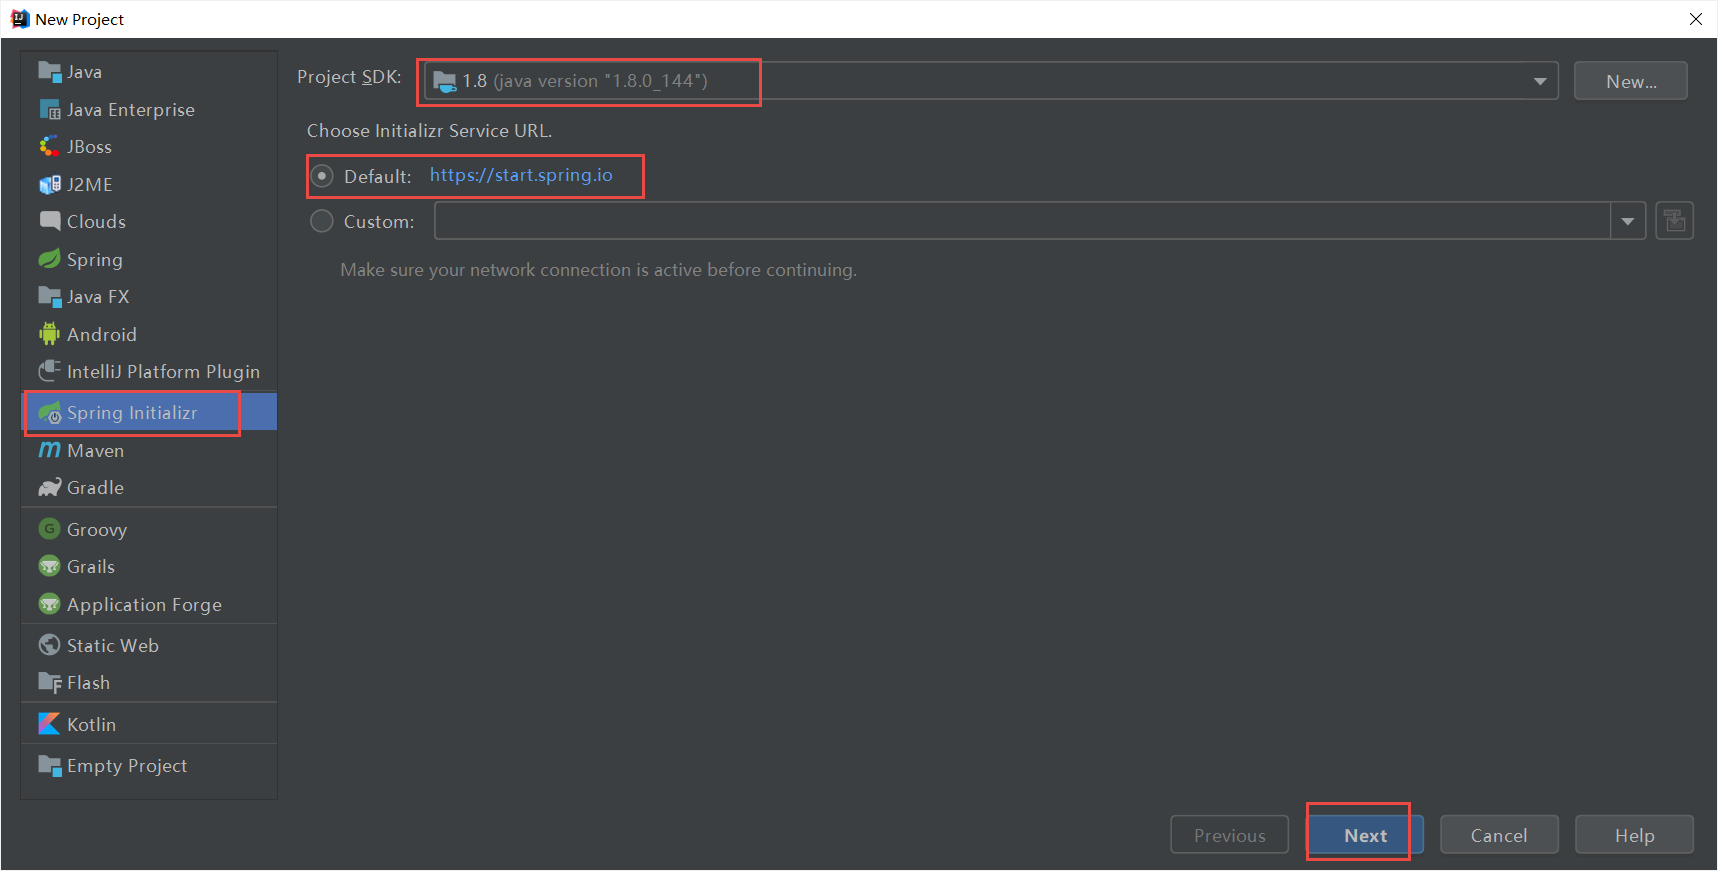 New Project
Java
Java Enterprise
JBoss
J2ME
Clouds
Spring
Java FX
Android
IntelliJ Platform Plugin
Spring Initializr
Maven
Gradle
Groovy
Grails
Application Forge
Static Web
Flash
Kotlin
Empty Project
Project SDK: 1.8 (java version "1.8.0_144") New...
Choose Initializr Service URL.
Default: https://start.spring.io
Custom:
Make sure your network connection is active before continuing.
Previous Next Cancel Help